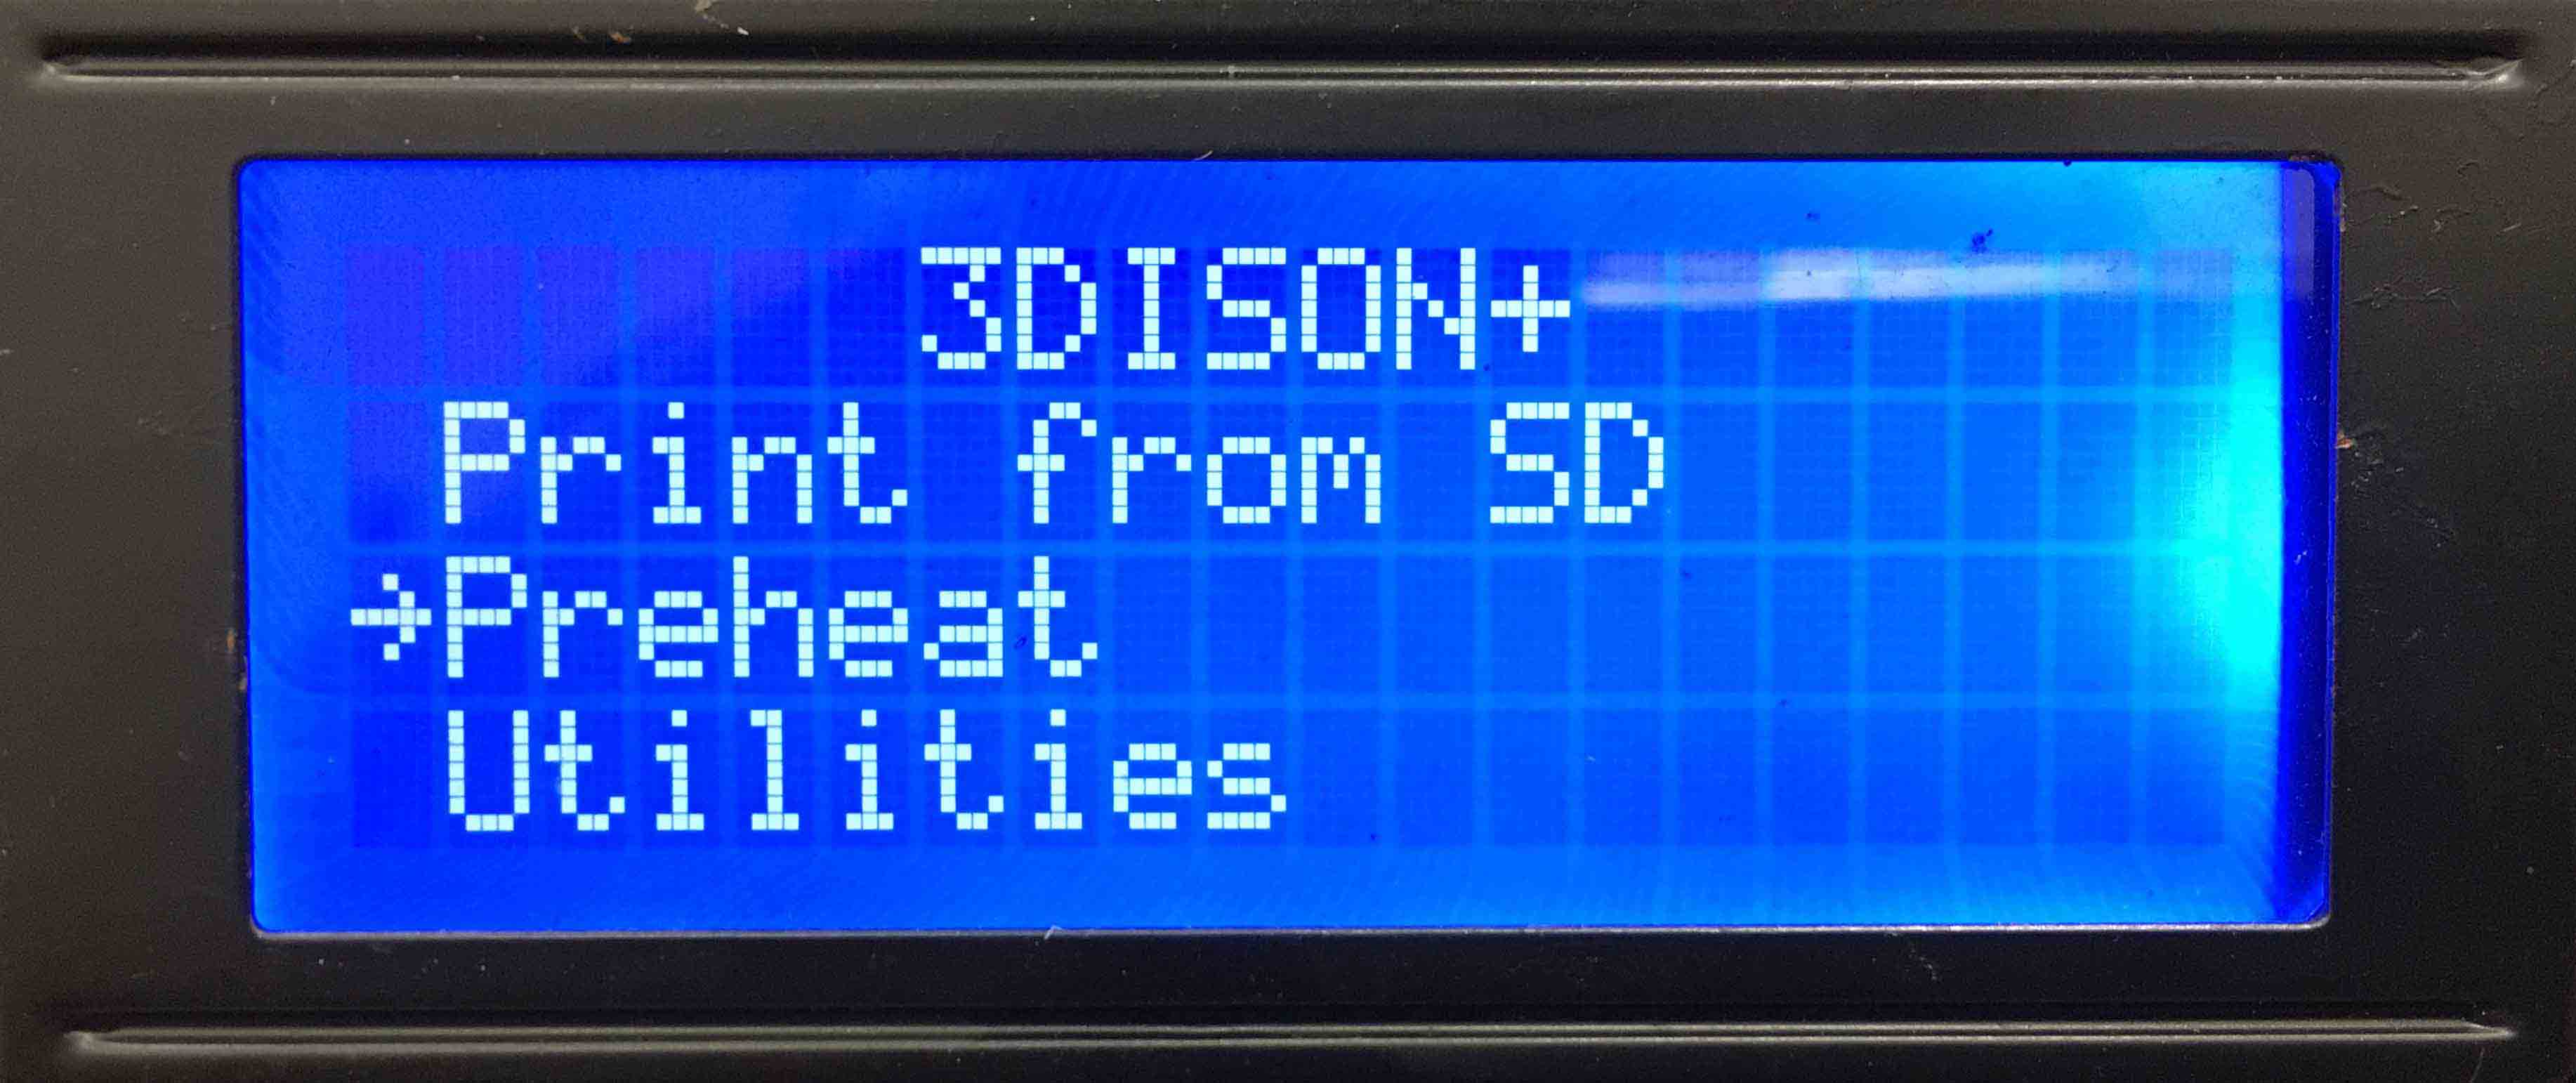 3DISON+
Print from SD
→Preheat
Utilities